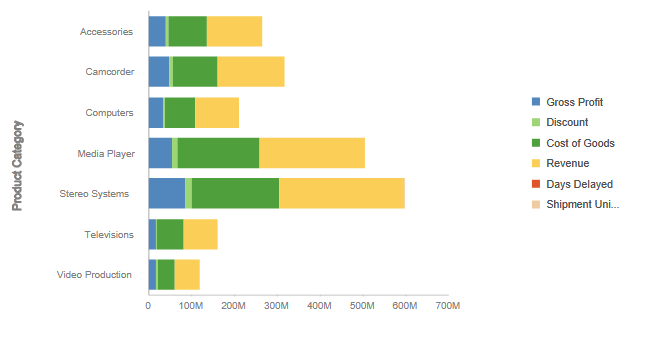 Product Category
Accessories
Camcorder
Computers
Media Player
Stereo Systems
Televisions
Video Production
0 100M 200M 300M 400M 500M 600M 700M
Gross Profit
Discount
Cost of Goods
Revenue
Days Delayed
Shipment Uni...